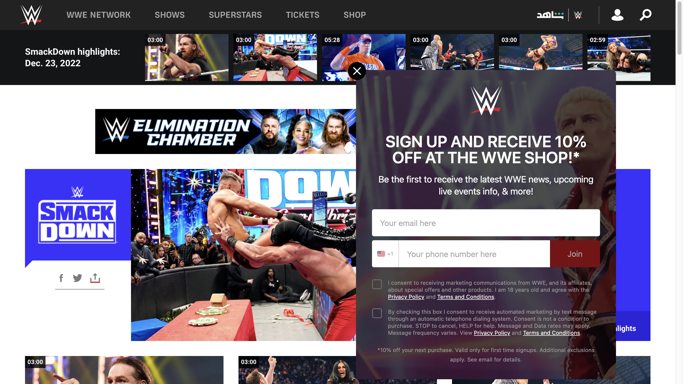 WWE NETWORK
SHOWS
SUPERSTARS
TICKETS
SHOP
شاهد
SmackDown highlights:
Dec. 23, 2022
03:00
03:00
05:28
03:00
03:00
02:59
ELIMINATION
CHAMBER
SMACK
DOWN
SIGN UP AND RECEIVE 10%
OFF AT THE WWE SHOP!*
Be the first to receive the latest WWE news, upcoming
live events info, & more!
Your email here
+1
Your phone number here
Join
I consent to receiving marketing communications from WWE, and its affiliates,
about special offers and other products. I am 18 years old and agree with the
Privacy Policy and Terms and Conditions.
By checking this box I consent to receive automated marketing by text message
through an automatic telephone dialing system. Consent is not a condition to
purchase. STOP to cancel, HELP for help. Message and Data rates may apply.
Message frequency varies. View Privacy Policy and Terms and Conditions.
*10% off your next purchase. Valid only for first time signups. Additional exclusions
apply. See email for details.
03:00
03:00